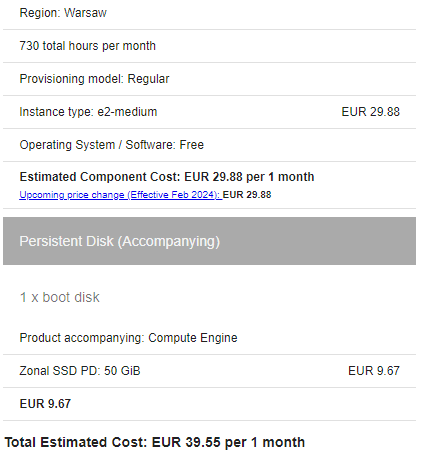 Region: Warsaw
730 total hours per month
Provisioning model: Regular
Instance type: e2-medium EUR 29.88
Operating System / Software: Free
Estimated Component Cost: EUR 29.88 per 1 month
Upcoming price change (Effective Feb 2024): EUR 29.88
Persistent Disk (Accompanying)
1 x boot disk
Product accompanying: Compute Engine
Zonal SSD PD: 50 GiB EUR 9.67
EUR 9.67
Total Estimated Cost: EUR 39.55 per 1 month